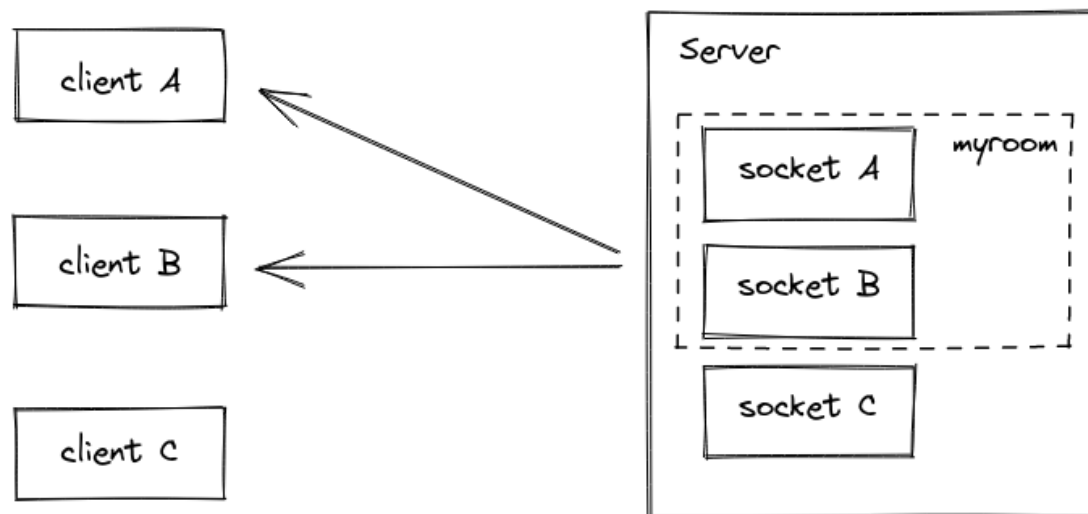 client A
client B
client C
Server
myroom
socket A
socket B
socket C